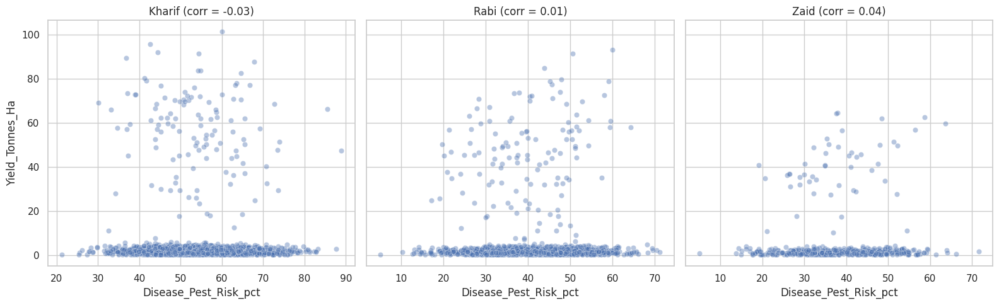 Kharif (corr = -0.03)
Rabi (corr = 0.01)
Zaid (corr = 0.04)
Yield_Tonnes_Ha
100
80
60
40
20
0
20 30 40 50 60 70 80 90
10 20 30 40 50 60 70
10 20 30 40 50 60 70
Disease_Pest_Risk_pct
Disease_Pest_Risk_pct
Disease_Pest_Risk_pct